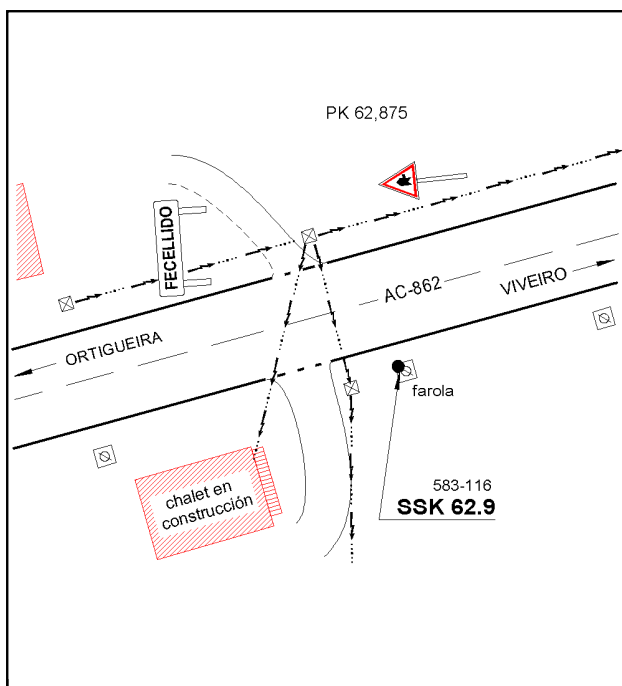 PK 62,875
FECELLIDO
AC-862
VIVEIRO
ORTIGUEIRA
farola
chalet en
construcción
583-116
SSK 62.9